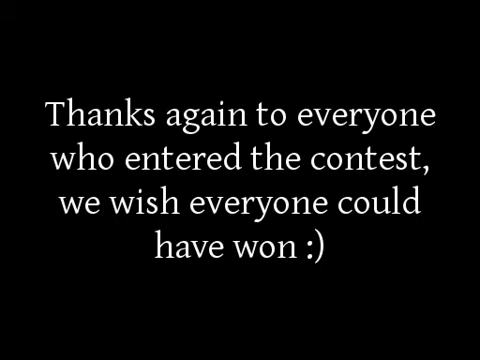 Thanks again to everyone
who entered the contest,
we wish everyone could
have won :)